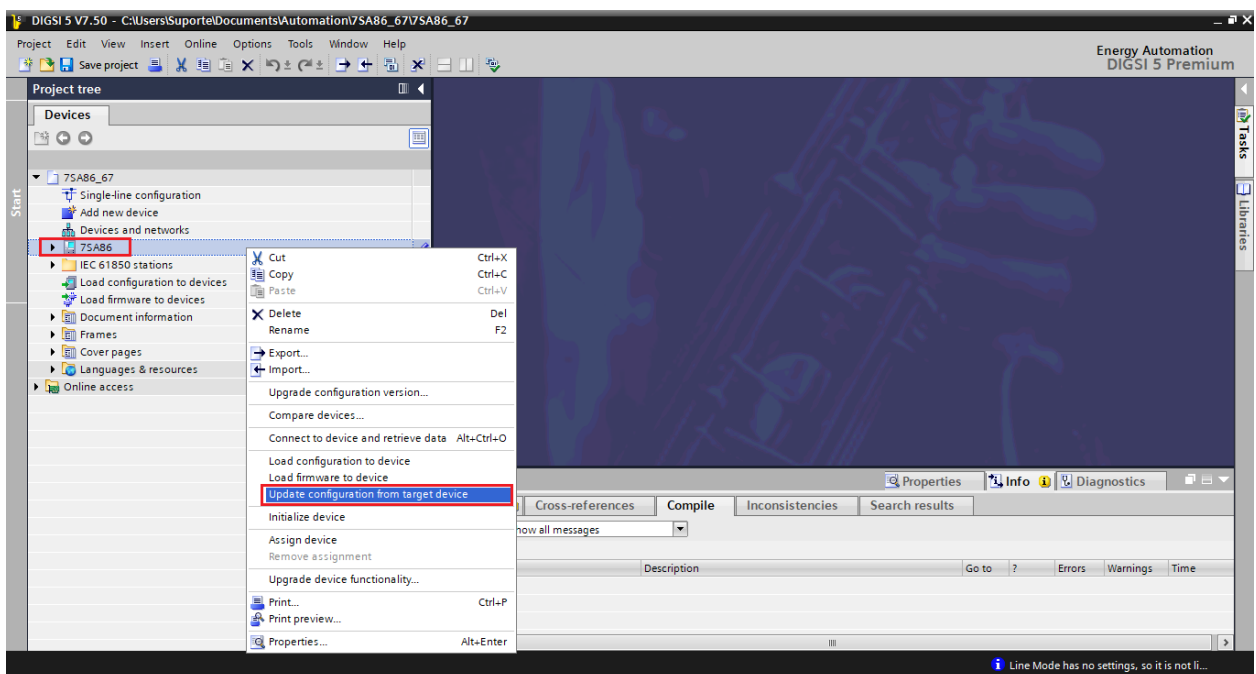 DIGSI 5 V7.50 - C:\Users\Suporte\Documents\Automation\7SA86_67\7SA86_67
Project Edit View Insert Online Options Tools Window Help
Save project
Energy Automation
DIGSI 5 Premium
Project tree
Devices
Start
7SA86_67
Single-line configuration
Add new device
Devices and networks
7SA86
IEC 61850 stations
Load configuration to devices
Load firmware to devices
Document information
Frames
Cover pages
Languages & resources
Online access
Cut Ctrl+X
Copy Ctrl+C
Paste Ctrl+V
Delete Del
Rename F2
Export...
Import...
Upgrade configuration version...
Compare devices...
Connect to device and retrieve data Alt+Ctrl+O
Load configuration to device
Load firmware to device
Update configuration from target device
Initialize device
Assign device
Remove assignment
Upgrade device functionality...
Print... Ctrl+P
Print preview...
Properties... Alt+Enter
Properties Info Diagnostics
Cross-references Compile Inconsistencies Search results
how all messages
Description Go to ? Errors Warnings Time
Tasks
Libraries
Line Mode has no settings, so it is not li...